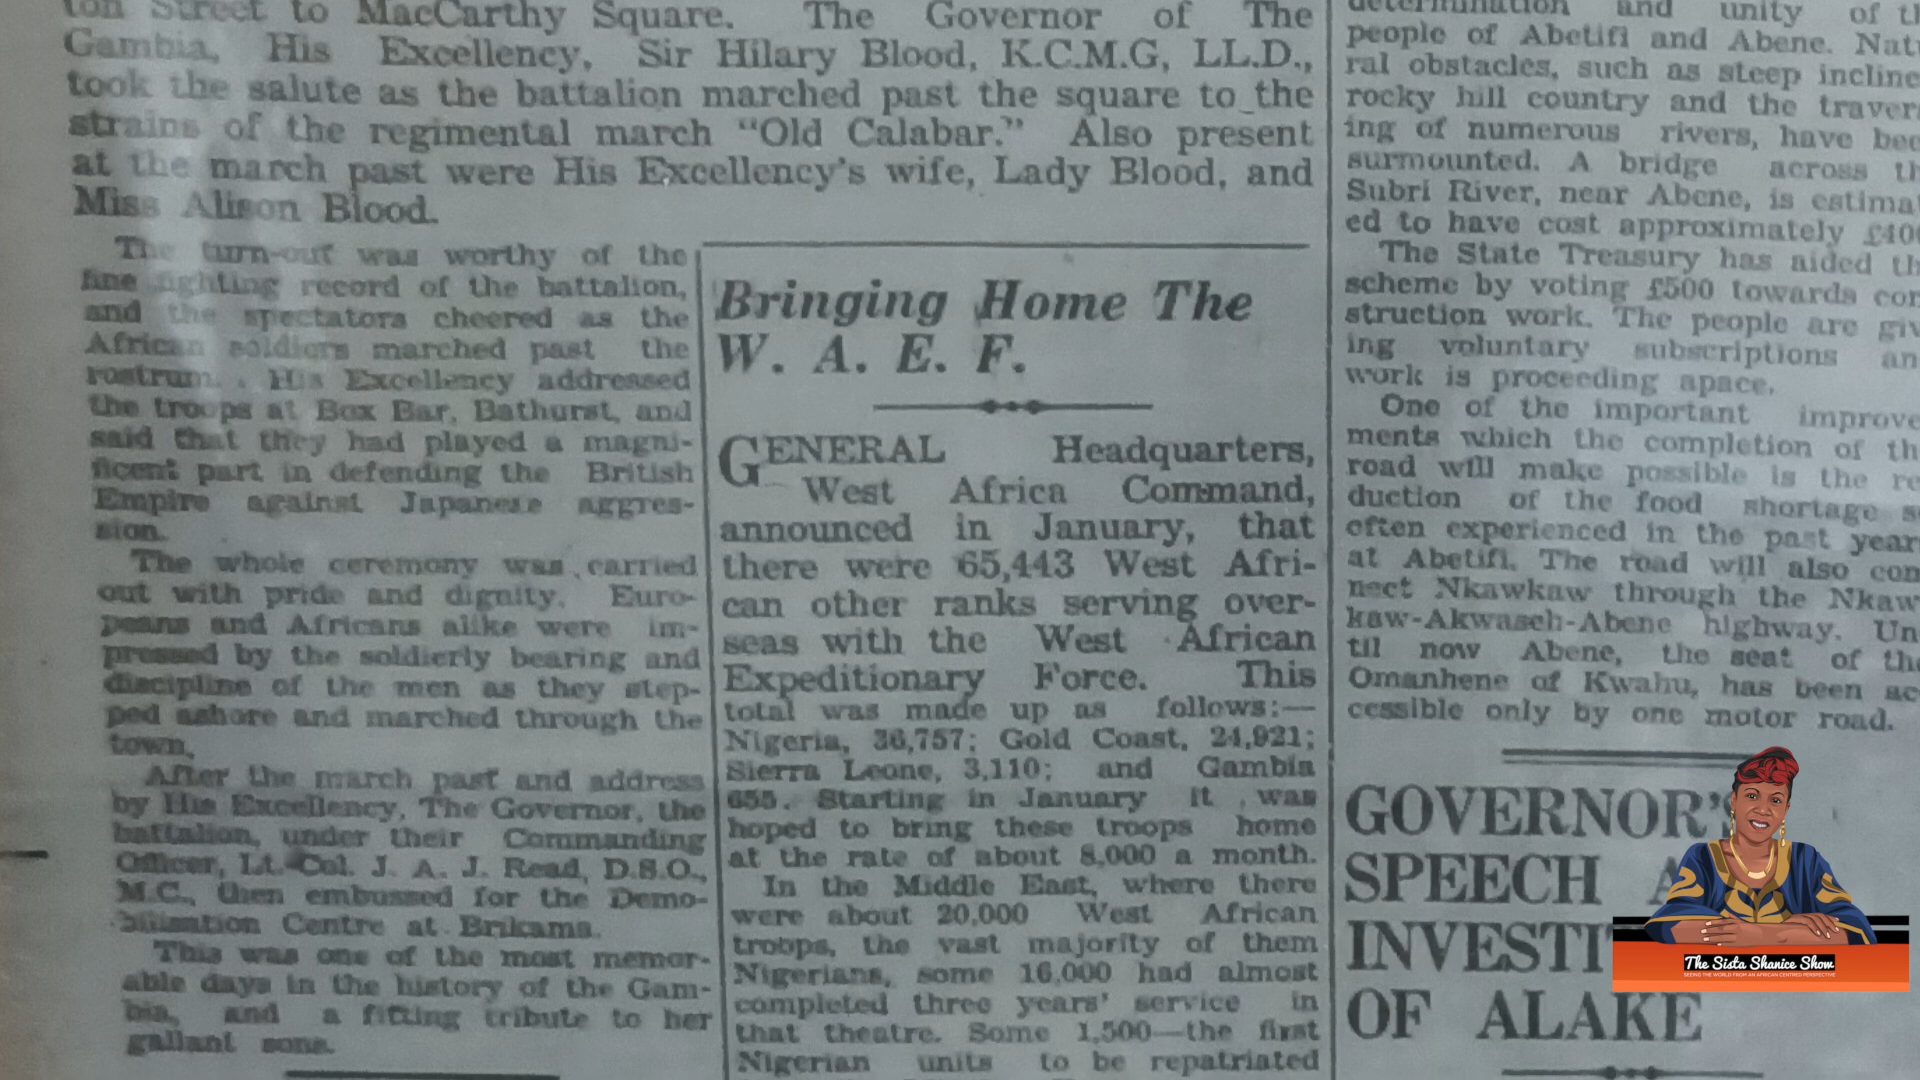 ton Street to MacCarthy Square. The Governor of The
Gambia, His Excellency, Sir Hilary Blood, K.C.M.G, LL.D.,
took the salute as the battalion marched past the square to the
strains of the regimental march "Old Calabar." Also present
at the march past were His Excellency's wife, Lady Blood, and
Miss Alison Blood.
The turn-out was worthy of the
fine fighting record of the battalion,
and the spectators cheered as the
African soldiers marched past the
rostrum. His Excellency addressed
the troops at Box Bar, Bathurst, and
said that they had played a magni-
ficent part in defending the British
Empire against Japanese aggres-
sion.
The whole ceremony was carried
out with pride and dignity. Euro-
peans and Africans alike were im-
pressed by the soldierly bearing and
discipline of the men as they step-
ped ashore and marched through the
town.
After the march past and address
by His Excellency, The Governor, the
battalion, under their Commanding
Officer, Lt. Col. J. A. J. Read, D.S.O.,
M.C., then embussed for the Demo-
bilisation Centre at Brikama.
This was one of the most memor-
able days in the history of the Gam-
bia, and a fitting tribute to her
gallant sons.
Bringing Home The
W. A. E. F.
GENERAL Headquarters,
West Africa Command,
announced in January, that
there were 65,443 West Afri-
can other ranks serving over-
seas with the West African
Expeditionary Force. This
total was made up as follows:—
Nigeria, 36,757; Gold Coast, 24,921;
Sierra Leone, 3,110; and Gambia
655. Starting in January it was
hoped to bring these troops home
at the rate of about 8,000 a month.
In the Middle East, where there
were about 20,000 West African
troops, the vast majority of them
Nigerians, some 16,000 had almost
completed three years' service in
that theatre. Some 1,500—the first
Nigerian units to be repatriated
determination and unity of th
people of Abetifi and Abene. Natu
ral obstacles, such as steep incline
rocky hill country and the travers
ing of numerous rivers, have bee
surmounted. A bridge across th
Subri River, near Abene, is estimat
ed to have cost approximately £400
The State Treasury has aided th
scheme by voting £500 towards con
struction work. The people are giv
ing voluntary subscriptions an
work is proceeding apace.
One of the important improve
ments which the completion of th
road will make possible is the re
duction of the food shortage s
often experienced in the past year
at Abetifi. The road will also con
nect Nkawkaw through the Nkaw
kaw-Akwaseh-Abene highway. Un
til now Abene, the seat of the
Omanhene of Kwahu, has been ac
cessible only by one motor road.
GOVERNOR'S
SPEECH A
INVESTI
OF ALAKE
The Sista Shanice Show
SEEING THE WORLD FROM AN AFRICAN CENTRED PERSPECTIVE